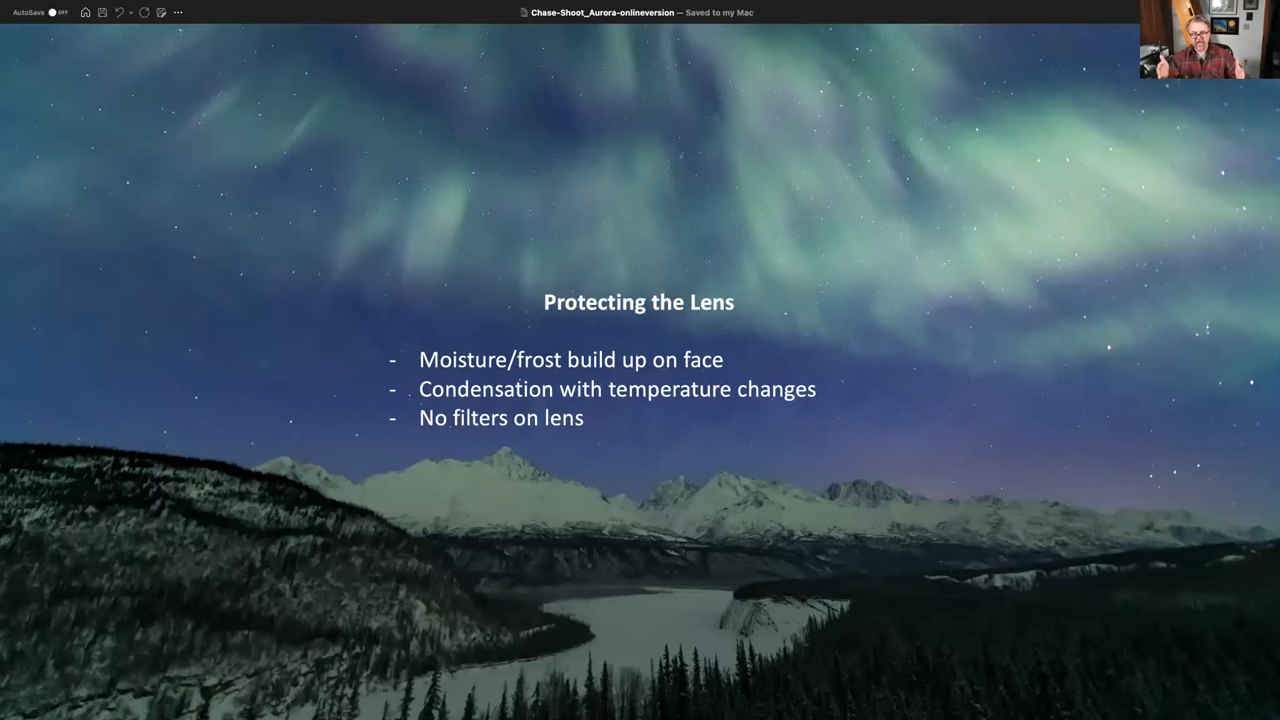 AutoSave OFF
Chase-Shoot_Aurora-onlineversion — Saved to my Mac
Protecting the Lens
- Moisture/frost build up on face
- Condensation with temperature changes
- No filters on lens